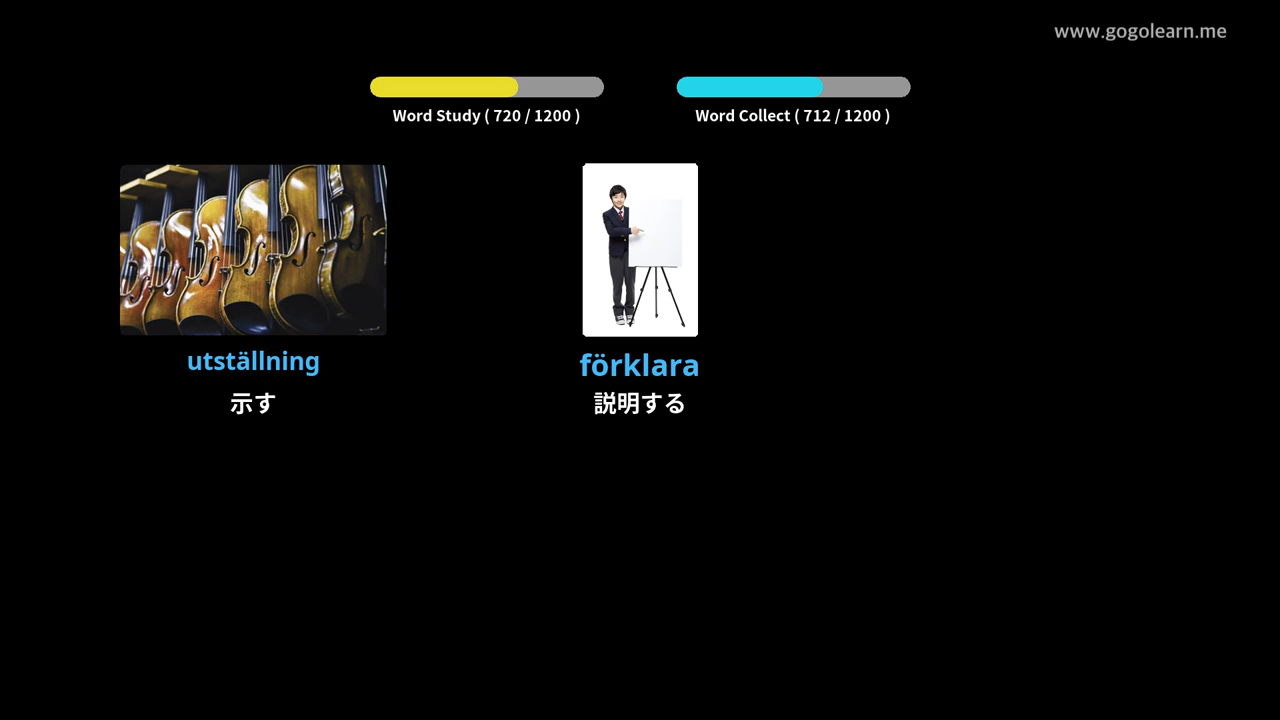 www.gogolearn.me
Word Study ( 720 / 1200 )
Word Collect ( 712 / 1200 )
utställning
示す
förklara
説明する